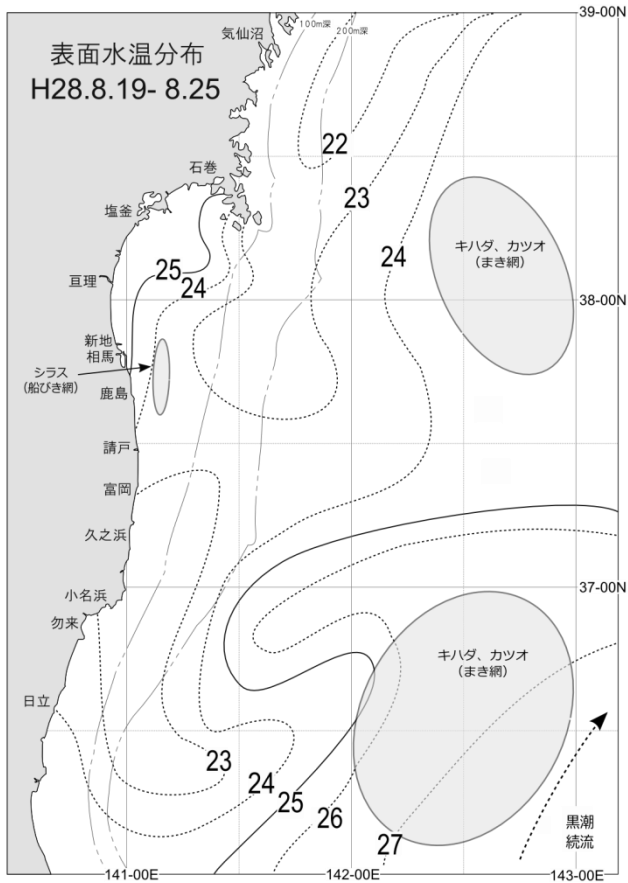 39-00N
気仙沼
100m深
200m深
表面水温分布
H28.8.19- 8.25
22
石巻
23
塩釜
キハダ、カツオ
(まき網)
24
25
24
亘理
38-00N
新地
相馬
シラス
(船びき網)
鹿島
請戸
富岡
久之浜
37-00N
小名浜
勿来
キハダ、カツオ
(まき網)
日立
23
24
25
26
27
黒潮
続流
141-00E
142-00E
143-00E